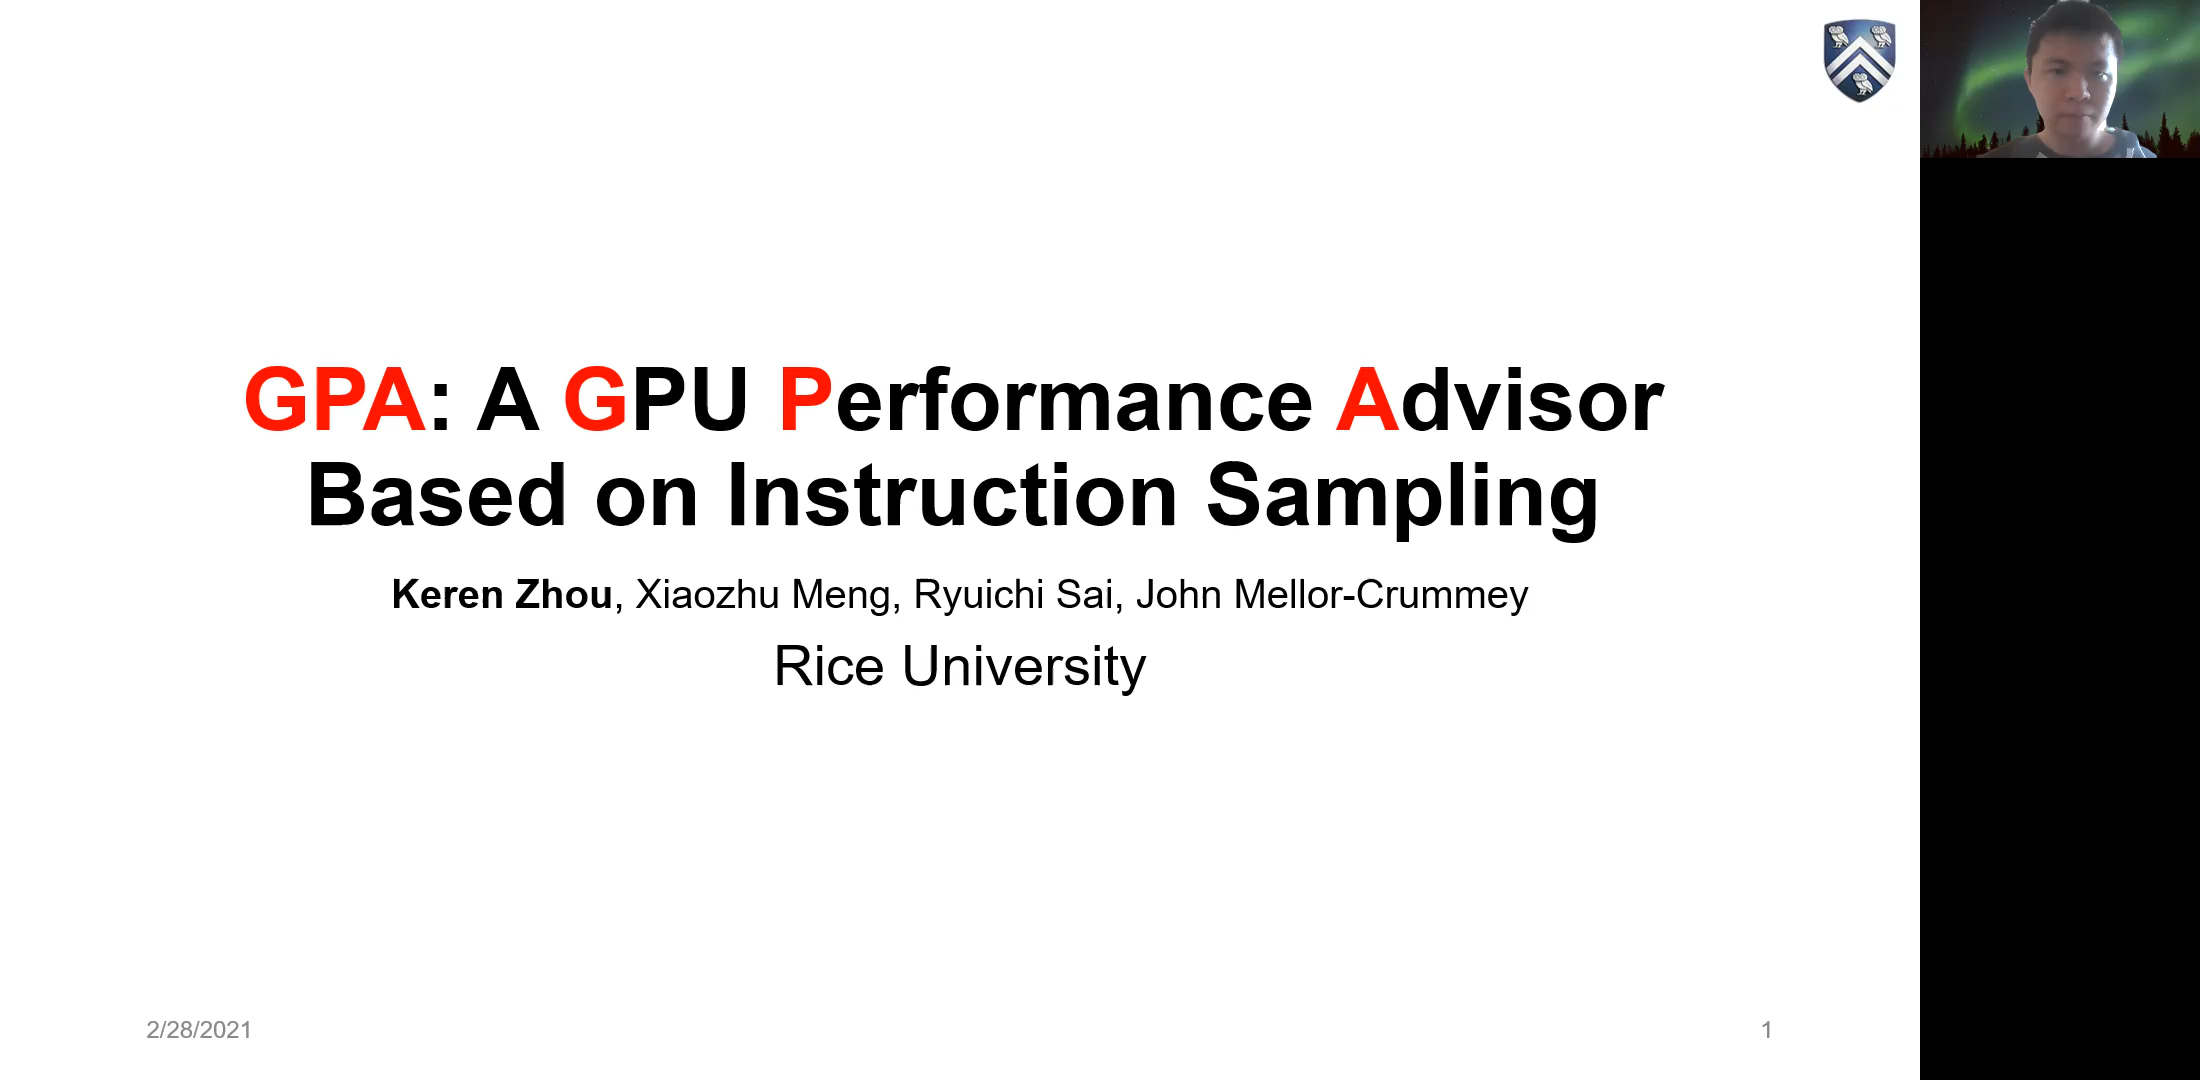 GPA: A GPU Performance Advisor
Based on Instruction Sampling
Keren Zhou, Xiaozhu Meng, Ryuichi Sai, John Mellor-Crummey
Rice University
2/28/2021
1